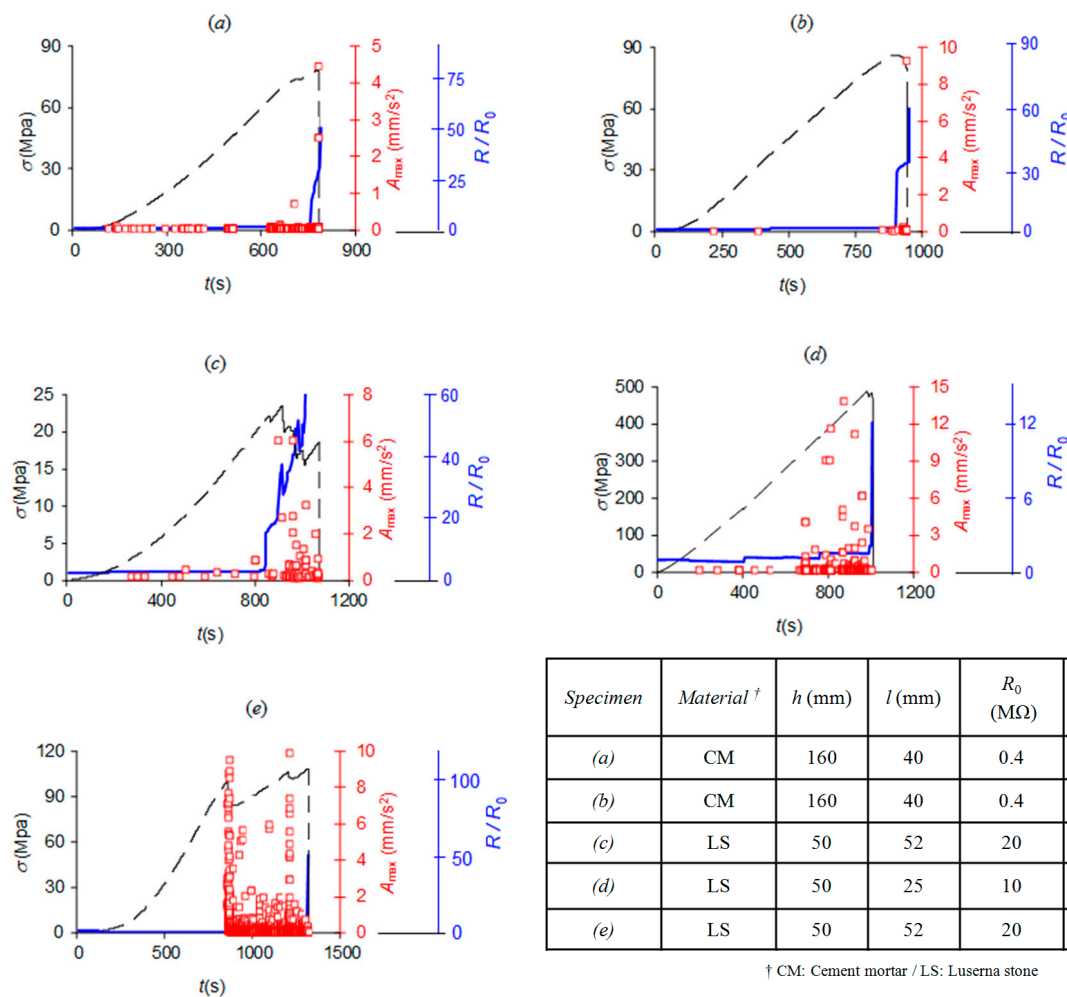 (a)
90
60
30
0
σ(Mpa)
0 300 600 900
t(s)
5
4
3
2
1
0
A max (mm/s²)
75
50
25
0
R / R₀
(b)
90
60
30
0
σ(Mpa)
0 250 500 750 1000
t(s)
10
8
6
4
2
0
A max (mm/s²)
90
60
30
0
R / R₀
(c)
25
20
15
10
5
0
σ(Mpa)
0 400 800 1200
t(s)
8
6
4
2
0
A max (mm/s²)
60
40
20
0
R / R₀
(d)
500
400
300
200
100
0
σ(Mpa)
0 400 800 1200
t(s)
15
12
9
6
3
0
A max (mm/s²)
12
6
0
R / R₀
(e)
120
90
60
30
0
σ(Mpa)
0 500 1000 1500
t(s)
10
8
6
4
2
0
A max (mm/s²)
100
50
0
R / R₀
Specimen Material † h (mm) l (mm) R₀ (MΩ)
(a) CM 160 40 0.4
(b) CM 160 40 0.4
(c) LS 50 52 20
(d) LS 50 25 10
(e) LS 50 52 20
† CM: Cement mortar / LS: Luserna stone